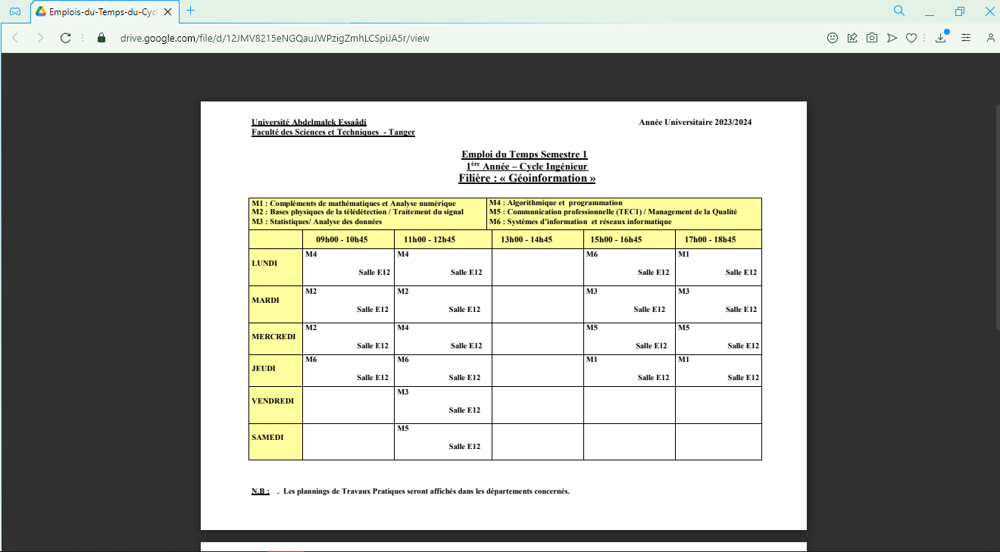 Emplois-du-Temps-du-Cycl
drive.google.com/file/d/12JMV8215eNGQauJWPzigZmhLCSpiJA5r/view
Université Abdelmalek Essaâdi
Année Universitaire 2023/2024
Faculté des Sciences et Techniques - Tanger
Emploi du Temps Semestre 1
1ère Année – Cycle Ingénieur
Filière : « Géoinformation »
M1 : Compléments de mathématiques et Analyse numérique
M2 : Bases physiques de la télédétection / Traitement du signal
M3 : Statistiques/ Analyse des données
M4 : Algorithmique et programmation
M5 : Communication professionnelle (TEC1) / Management de la Qualité
M6 : Systèmes d’information et réseaux informatique
09h00 - 10h45 11h00 - 12h45 13h00 - 14h45 15h00 - 16h45 17h00 - 18h45
M4 M4 M6 M1
LUNDI
Salle E12 Salle E12 Salle E12 Salle E12
M2 M2 M3 M3
MARDI
Salle E12 Salle E12 Salle E12 Salle E12
M2 M4 M5 M5
MERCREDI
Salle E12 Salle E12 Salle E12 Salle E12
M6 M6 M1 M1
JEUDI
Salle E12 Salle E12 Salle E12 Salle E12
M3
VENDREDI
Salle E12
M5
SAMEDI
Salle E12
N.B : . Les plannings de Travaux Pratiques seront affichés dans les départements concernés.